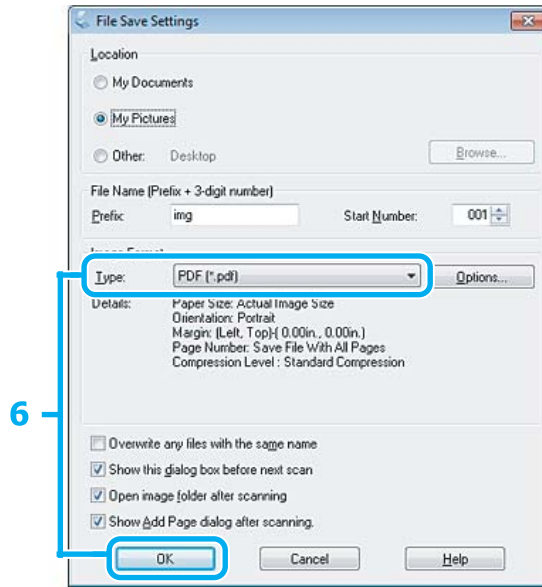 File Save Settings
Location
My Documents
My Pictures
Other: Desktop Browse...
File Name (Prefix + 3-digit number)
Prefix: img Start Number: 001
Image Format
Type: PDF (*.pdf) Options...
Details: Paper Size: Actual Image Size
Orientation: Portrait
Margin: (Left, Top)-( 0.00in., 0.00in.)
Page Number: Save File With All Pages
Compression Level : Standard Compression
6
Overwrite any files with the same name
Show this dialog box before next scan
Open image folder after scanning
Show Add Page dialog after scanning.
OK Cancel Help